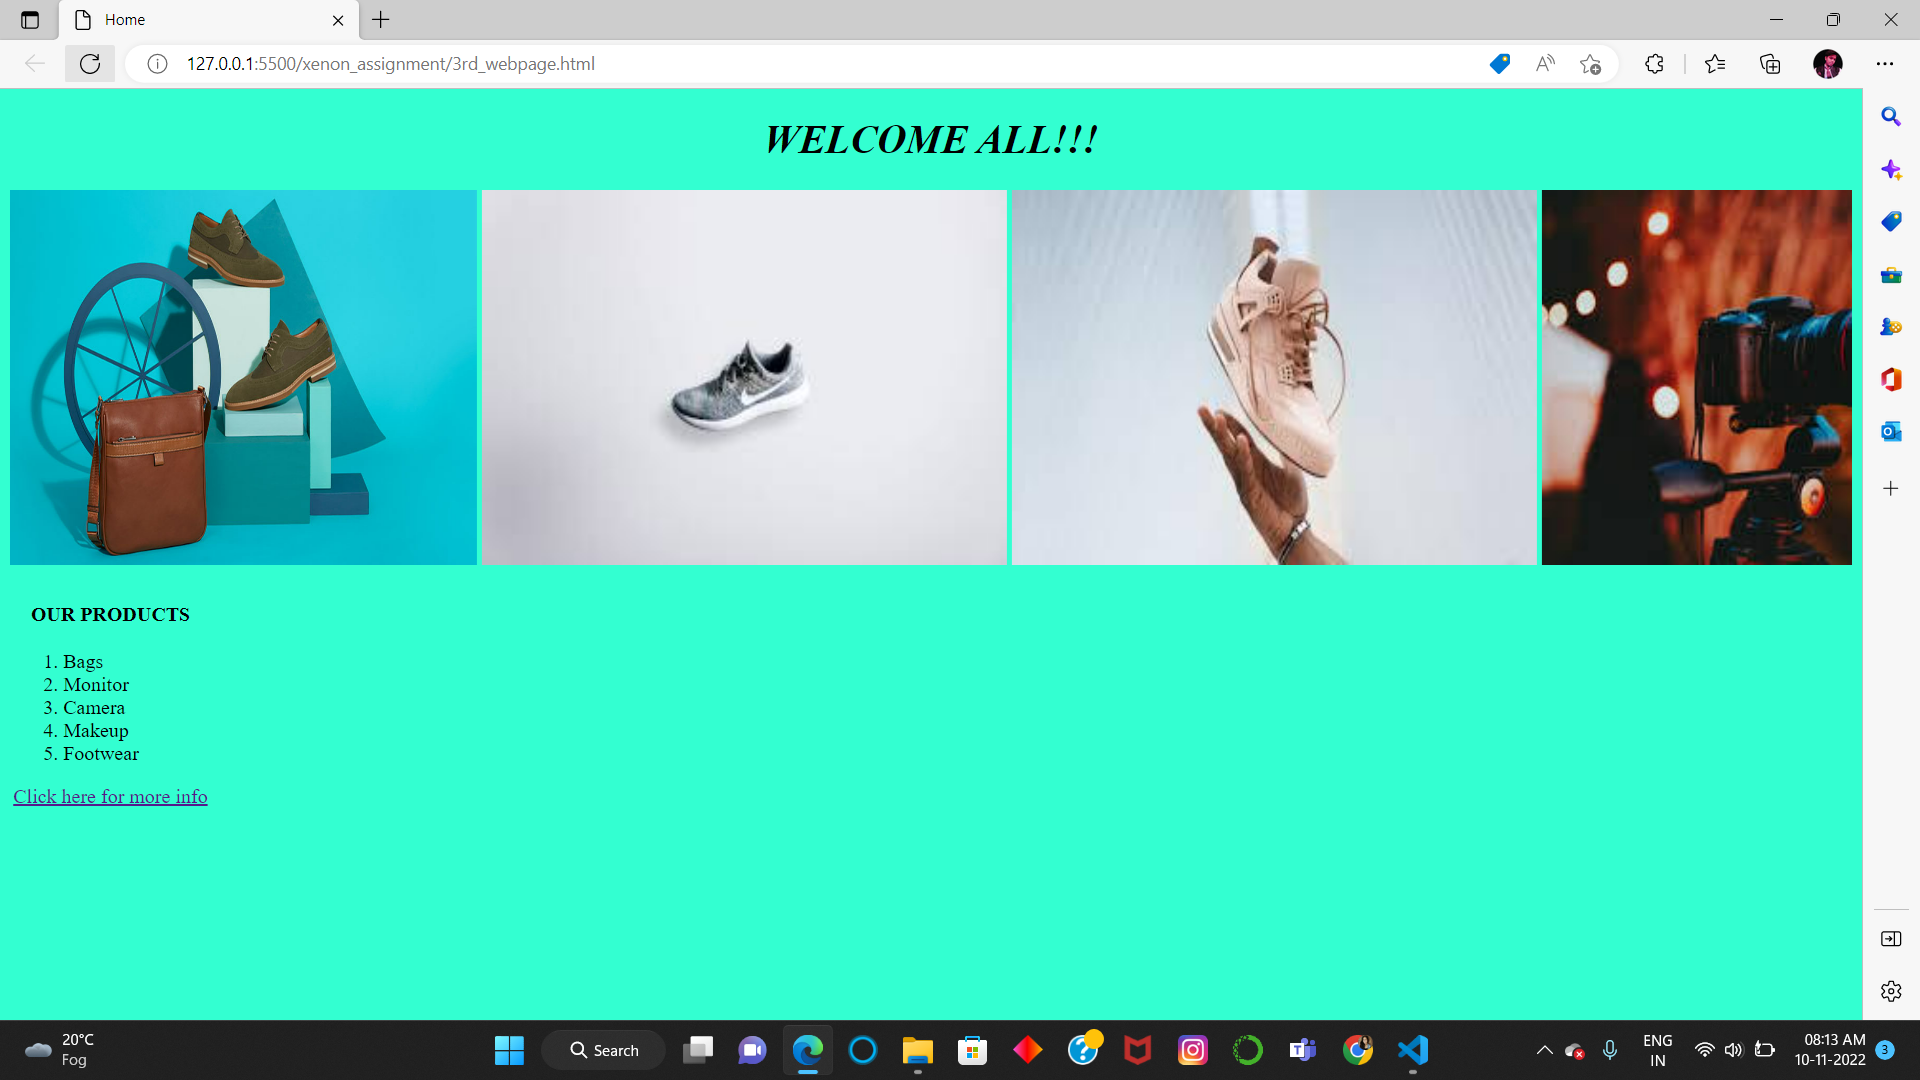 Home
127.0.0.1:5500/xenon_assignment/3rd_webpage.html
WELCOME ALL!!!
OUR PRODUCTS
1. Bags
2. Monitor
3. Camera
4. Makeup
5. Footwear
Click here for more info
20°C
Fog
Search
ENG
IN
08:13 AM
10-11-2022
3